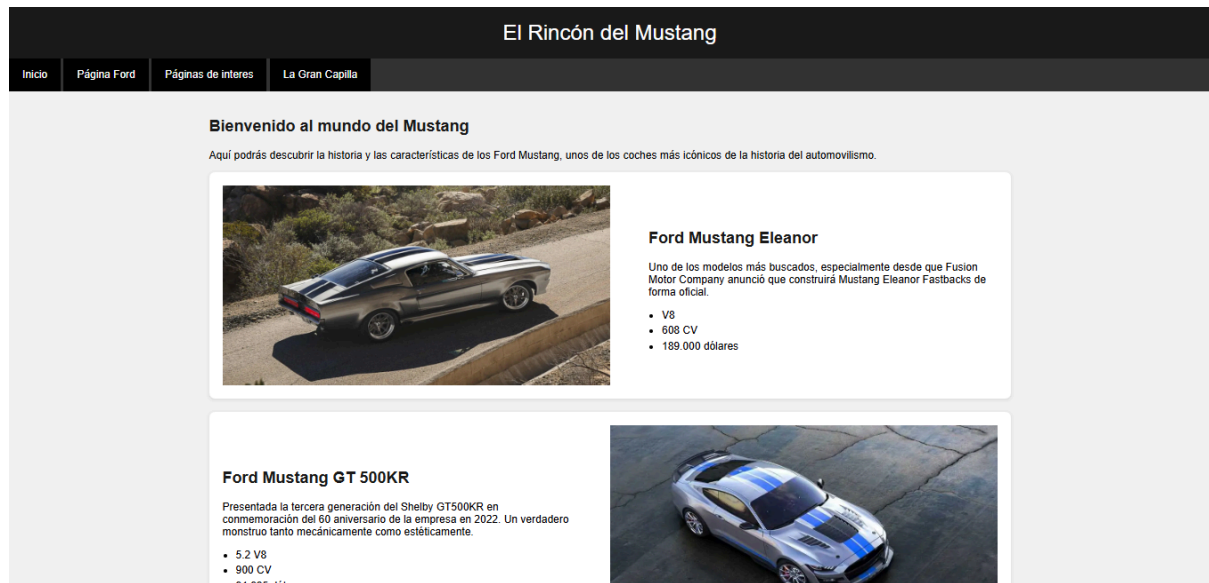 El Rincón del Mustang
Inicio Página Ford Páginas de interes La Gran Capilla
Bienvenido al mundo del Mustang
Aquí podrás descubrir la historia y las características de los Ford Mustang, unos de los coches más icónicos de la historia del automovilismo.
Ford Mustang Eleanor
Uno de los modelos más buscados, especialmente desde que Fusion
Motor Company anunció que construirá Mustang Eleanor Fastbacks de
forma oficial.
V8
608 CV
189.000 dólares
Ford Mustang GT 500KR
Presentada la tercera generación del Shelby GT500KR en
conmemoración del 60 aniversario de la empresa en 2022. Un verdadero
monstruo tanto mecánicamente como estéticamente.
5.2 V8
900 CV